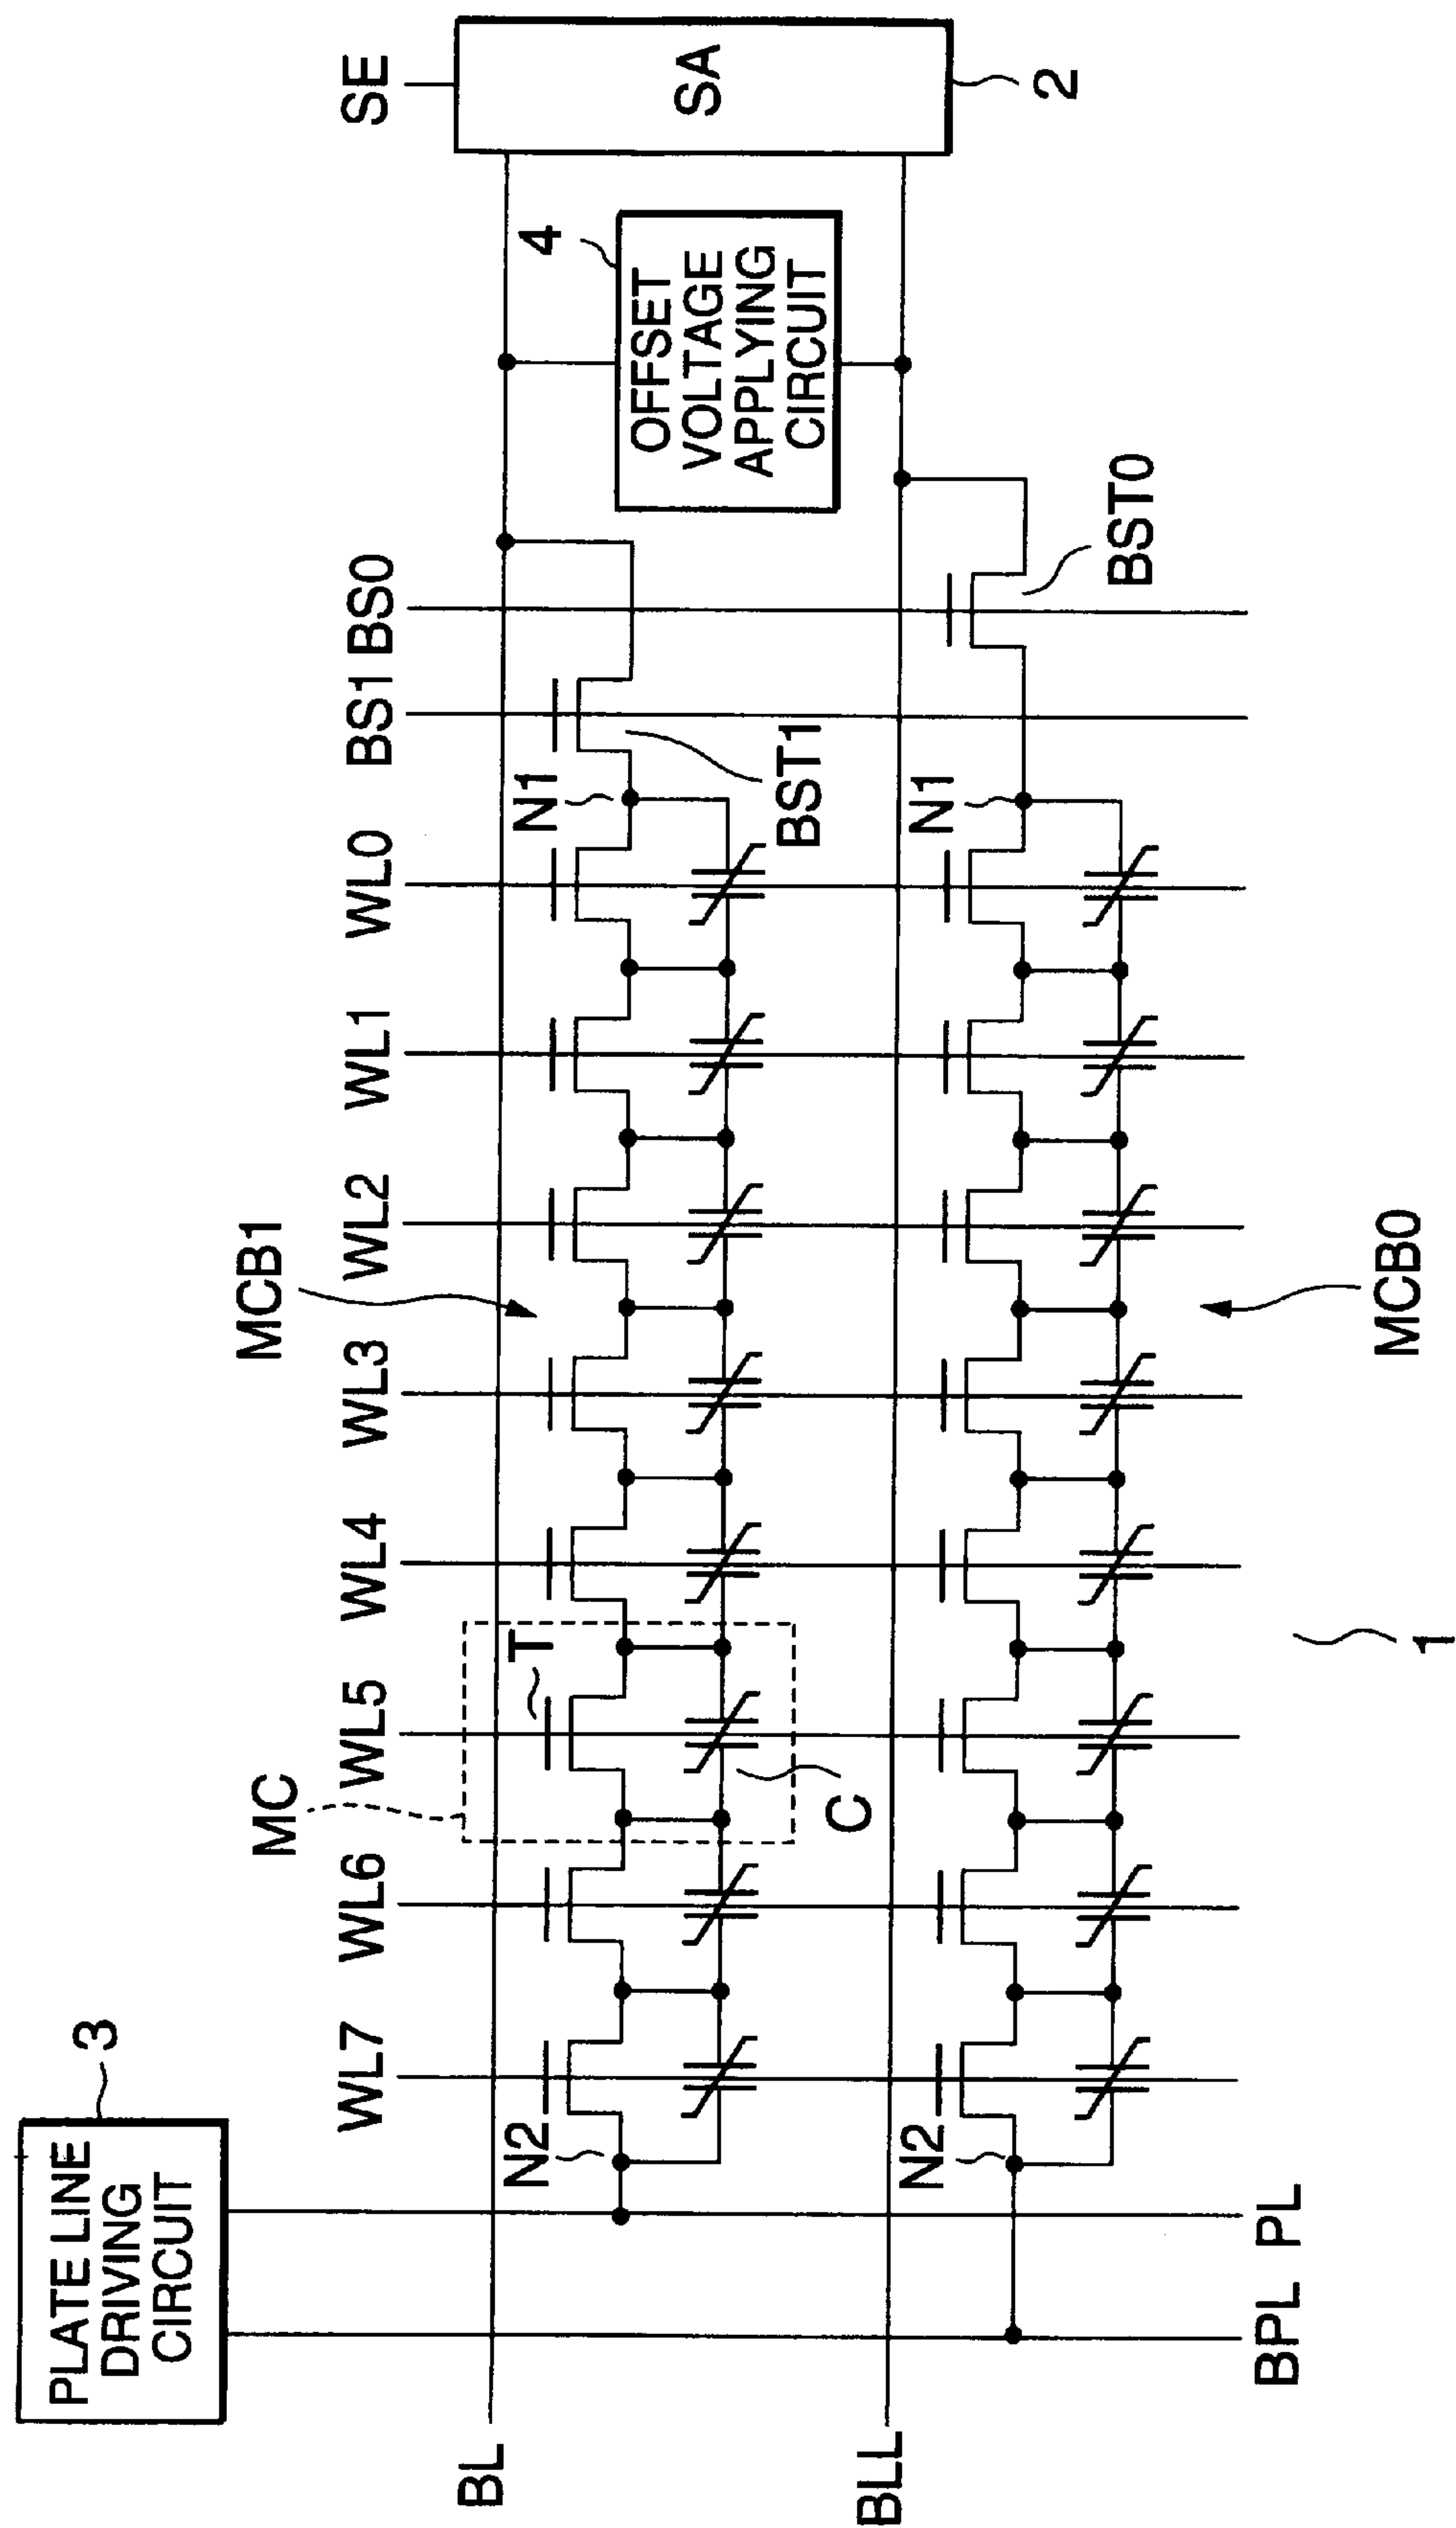 PLATE LINE
DRIVING
CIRCUIT
3
MCB1
MC
WL7
WL6
WL5
WL4
WL3
WL2
WL1
WL0
BS1
BS0
SE
BL
N2
T
N1
4
OFFSET
VOLTAGE
APPLYING
CIRCUIT
SA
2
C
BST1
BLL
N2
N1
BST0
BPL
PL
MCB0
1